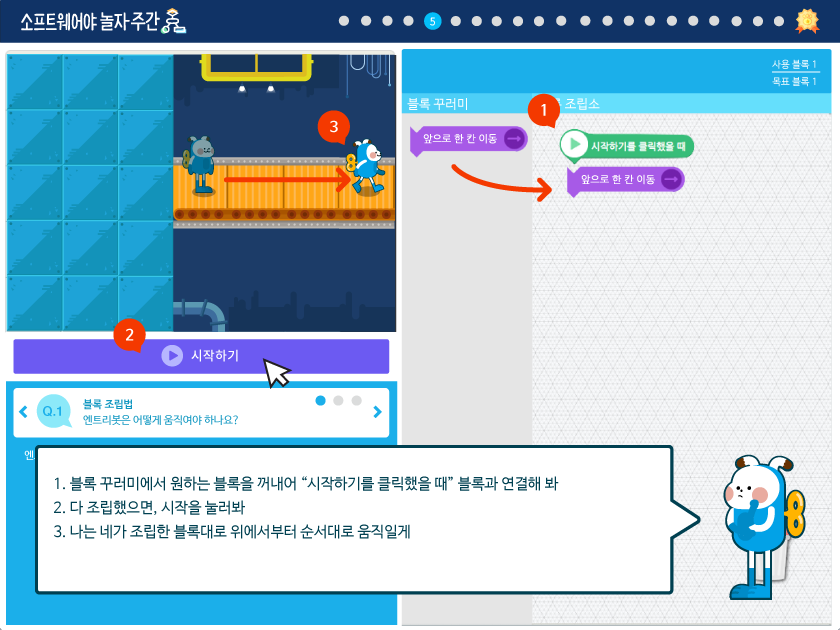 소프트웨어야 놀자 주간
5
사용 블록 1
목표 블록 1
블록 꾸러미
1
조립소
앞으로 한 칸 이동
시작하기를 클릭했을 때
앞으로 한 칸 이동
3
2
시작하기
Q.1
블록 조립법
엔트리봇은 어떻게 움직여야 하나요?
엔
1. 블록 꾸러미에서 원하는 블록을 꺼내어 “시작하기를 클릭했을 때” 블록과 연결해 봐
2. 다 조립했으면, 시작을 눌러봐
3. 나는 네가 조립한 블록대로 위에서부터 순서대로 움직일게